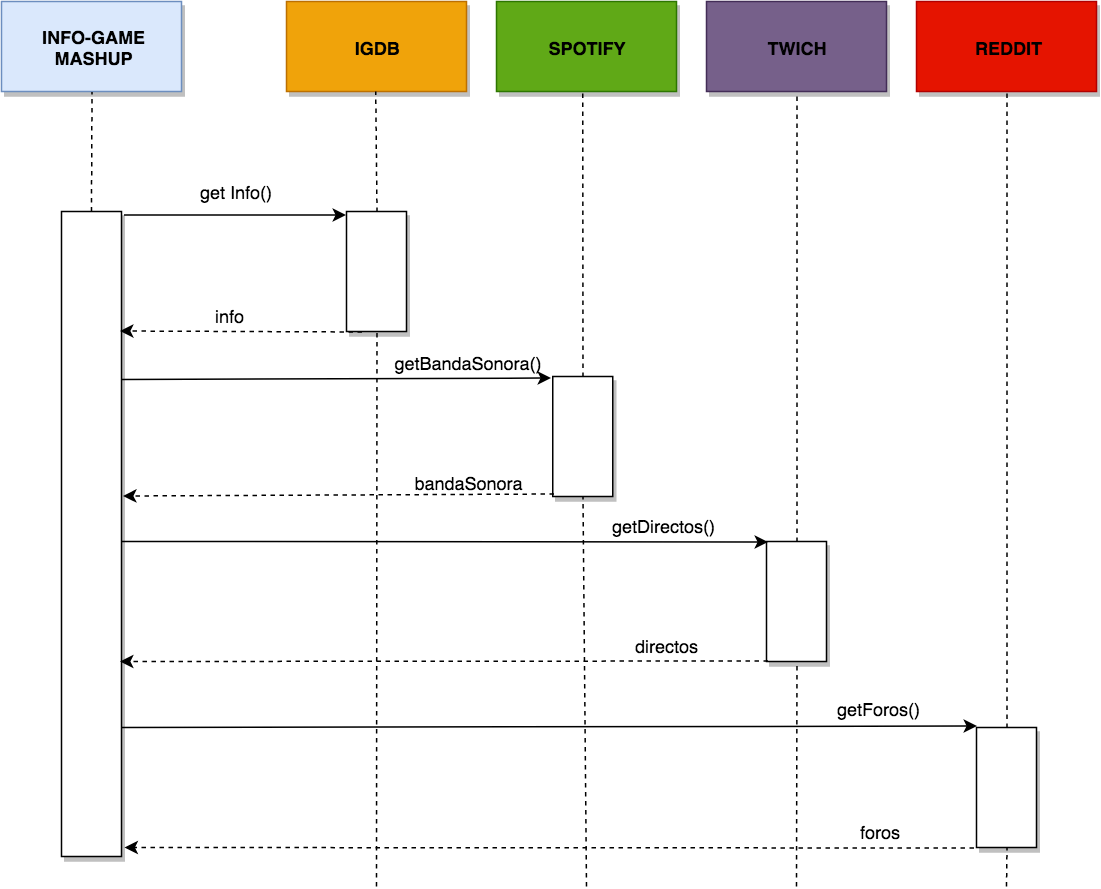 INFO-GAME
MASHUP
IGDB
SPOTIFY
TWICH
REDDIT
get Info()
info
getBandaSonora()
bandaSonora
getDirectos()
directos
getForos()
foros